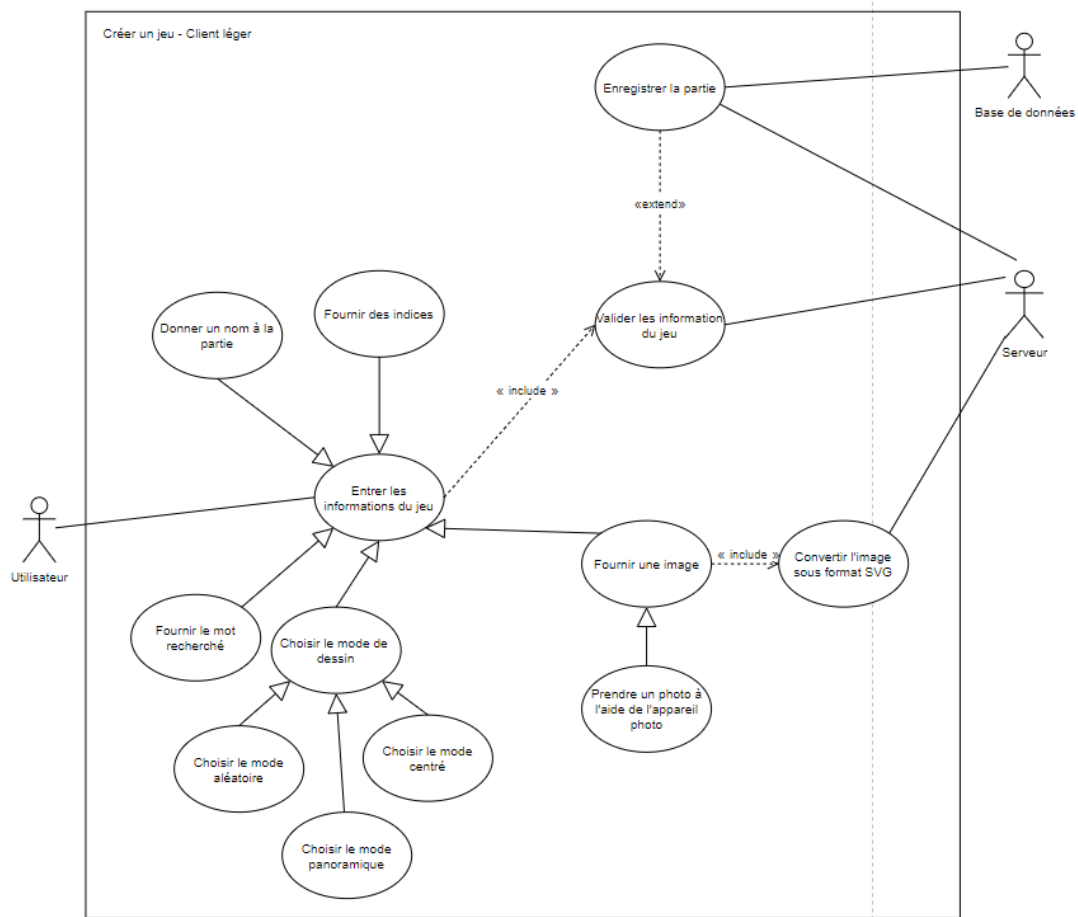 Créer un jeu - Client léger
Enregistrer la partie
Base de données
«extend»
Fournir des indices
Donner un nom à la
partie
Valider les information
du jeu
Serveur
« include »
Entrer les
informations du jeu
Utilisateur
Fournir une image
« include »
Convertir l'image
sous format SVG
Fournir le mot
recherché
Choisir le mode de
dessin
Prendre un photo à
l'aide de l'appareil
photo
Choisir le mode
aléatoire
Choisir le mode
centré
Choisir le mode
panoramique